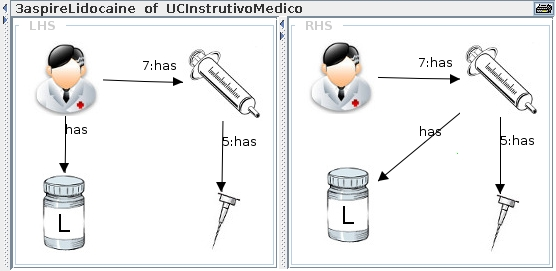 3aspireLidocaine of UCInstrutivoMedico
LHS
7:has
has
5:has
L
RHS
7:has
has
5:has
L